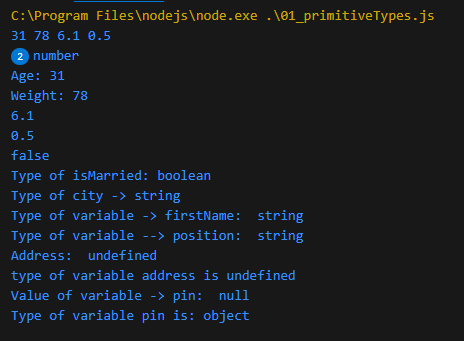 C:\Program Files\nodejs\node.exe .\01_primitiveTypes.js
31 78 6.1 0.5
2 number
Age: 31
Weight: 78
6.1
0.5
false
Type of isMarried: boolean
Type of city -> string
Type of variable -> firstName:  string
Type of variable --> position:  string
Address:  undefined
type of variable address is undefined
Value of variable -> pin:  null
Type of variable pin is: object